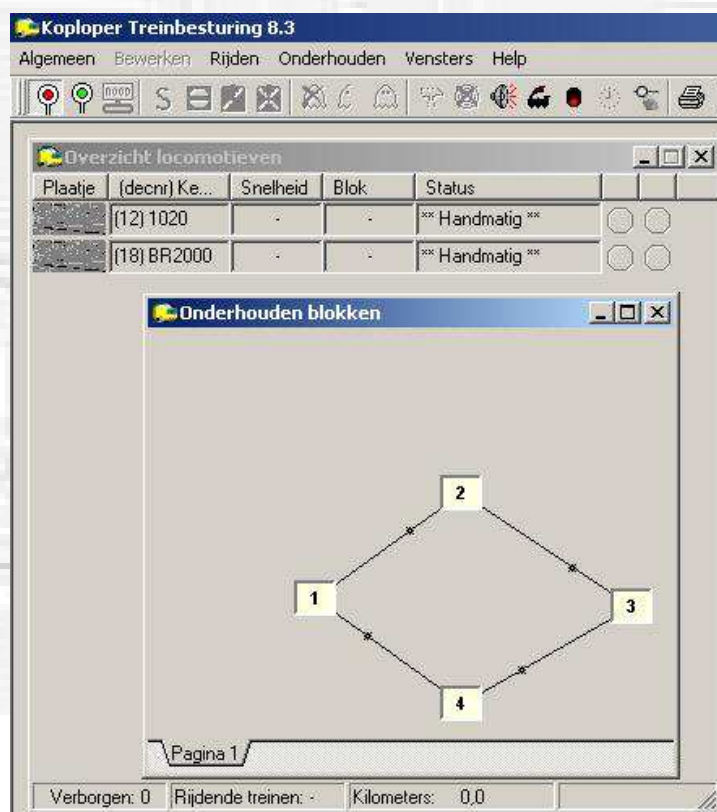 Koploper Treinbesturing 8.3
Algemeen Bewerken Rijden Onderhouden Vensters Help
NOOD S
Overzicht locomotieven
Plaatje (decnr) Ke... Snelheid Blok Status
(12) 1020 - - ** Handmatig **
(18) BR2000 - - ** Handmatig **
Onderhouden blokken
2
1
3
4
Pagina 1
Verborgen: 0 Rijdende treinen: - Kilometers: 0,0